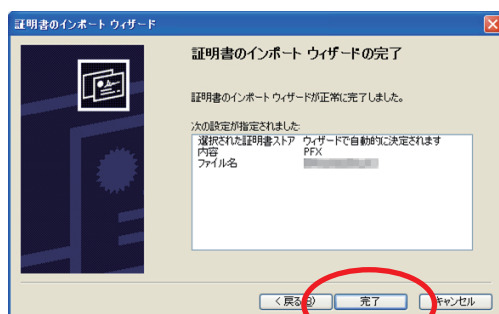 証明書のインポート ウィザード
証明書のインポート ウィザードの完了
証明書のインポート ウィザードが正常に完了しました。
次の設定が指定されました:
選択された証明書ストア ウィザードで自動的に決定されます
内容 PFX
ファイル名
< 戻る(B) 完了 キャンセル